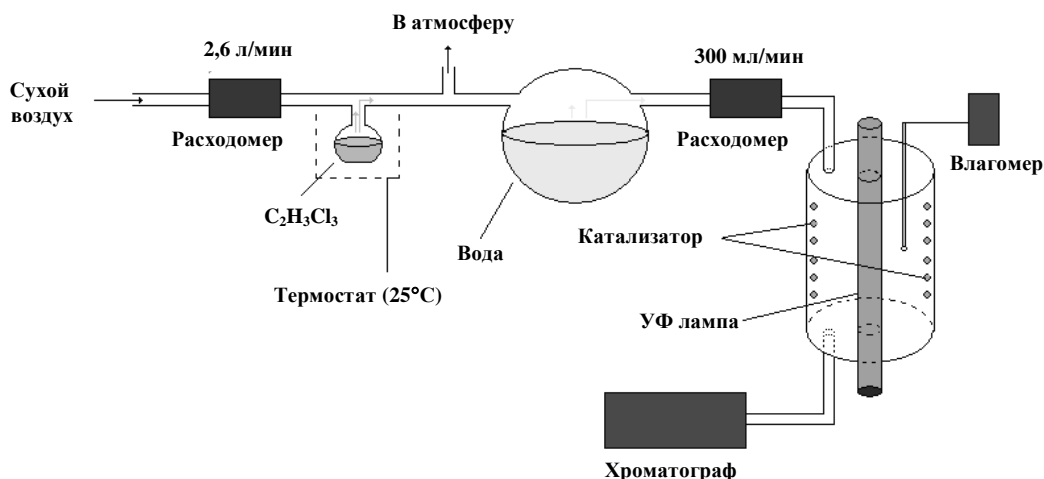 В атмосферу
2,6 л/мин
300 мл/мин
Сухой
воздух
Расходомер
Расходомер
Влагомер
C₂H₃Cl₃
Вода
Катализатор
Термостат (25°C)
УФ лампа
Хроматограф